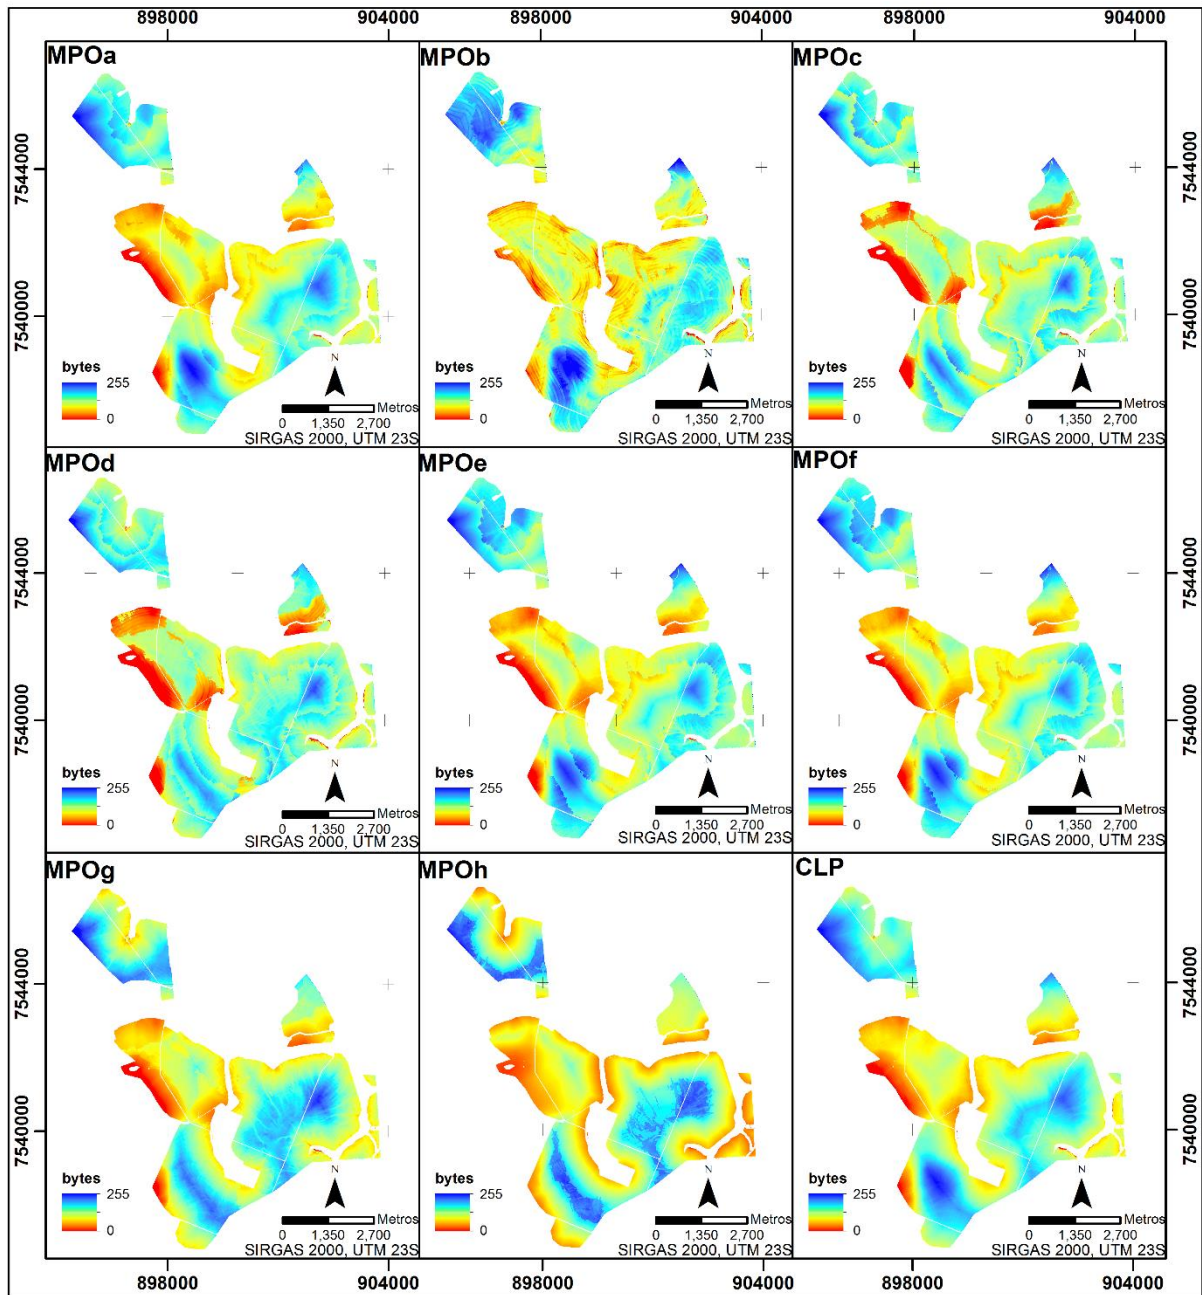 898000 904000 898000 904000 898000 904000
MPOa MPOb MPOc
7544000 7544000
7540000 7540000
N N N
bytes bytes bytes
255 255 255
0 0 0
Metros Metros Metros
0 1,350 2,700 0 1,350 2,700 0 1,350 2,700
SIRGAS 2000, UTM 23S SIRGAS 2000, UTM 23S SIRGAS 2000, UTM 23S
MPOd MPOe MPOf
7544000 7544000
7540000 7540000
N N N
bytes bytes bytes
255 255 255
0 0 0
Metros Metros Metros
0 1,350 2,700 0 1,350 2,700 0 1,350 2,700
SIRGAS 2000, UTM 23S SIRGAS 2000, UTM 23S SIRGAS 2000, UTM 23S
MPOg MPOh CLP
7544000 7544000
7540000 7540000
N N N
bytes bytes bytes
255 255 255
0 0 0
Metros Metros Metros
0 1,350 2,700 0 1,350 2,700 0 1,350 2,700
SIRGAS 2000, UTM 23S SIRGAS 2000, UTM 23S SIRGAS 2000, UTM 23S
898000 904000 898000 904000 898000 904000